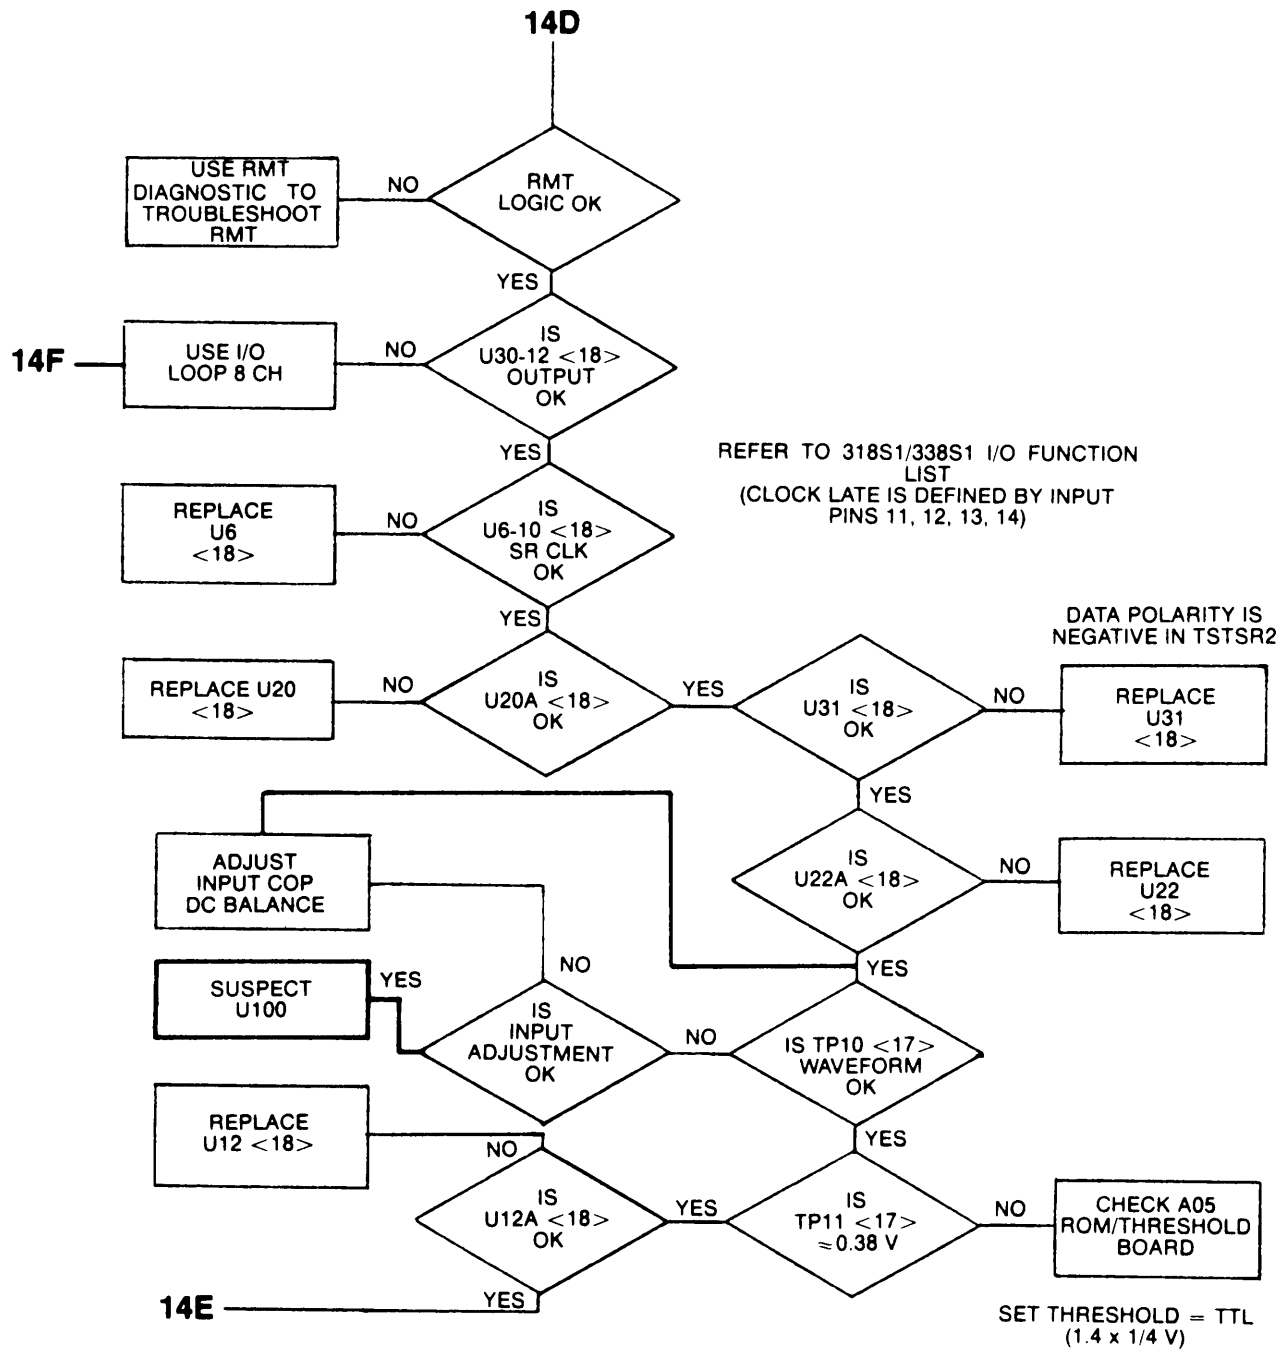 14D
USE RMT
DIAGNOSTIC TO
TROUBLESHOOT
RMT
NO
RMT
LOGIC OK
YES
14F
USE I/O
LOOP 8 CH
NO
IS
U30-12 <18>
OUTPUT
OK
YES
REFER TO 318S1/338S1 I/O FUNCTION
LIST
(CLOCK LATE IS DEFINED BY INPUT
PINS 11, 12, 13, 14)
REPLACE
U6
<18>
NO
IS
U6-10 <18>
SR CLK
OK
YES
DATA POLARITY IS
NEGATIVE IN TSTSR2
REPLACE U20
<18>
NO
IS
U20A <18>
OK
YES
IS
U31 <18>
OK
NO
REPLACE
U31
<18>
YES
ADJUST
INPUT COP
DC BALANCE
IS
U22A <18>
OK
NO
REPLACE
U22
<18>
YES
NO
SUSPECT
U100
YES
IS
INPUT
ADJUSTMENT
OK
NO
IS TP10 <17>
WAVEFORM
OK
YES
REPLACE
U12 <18>
NO
IS
U12A <18>
OK
YES
IS
TP11 <17>
≈0.38 V
NO
CHECK A05
ROM/THRESHOLD
BOARD
YES
14E
SET THRESHOLD = TTL
(1.4 x 1/4 V)